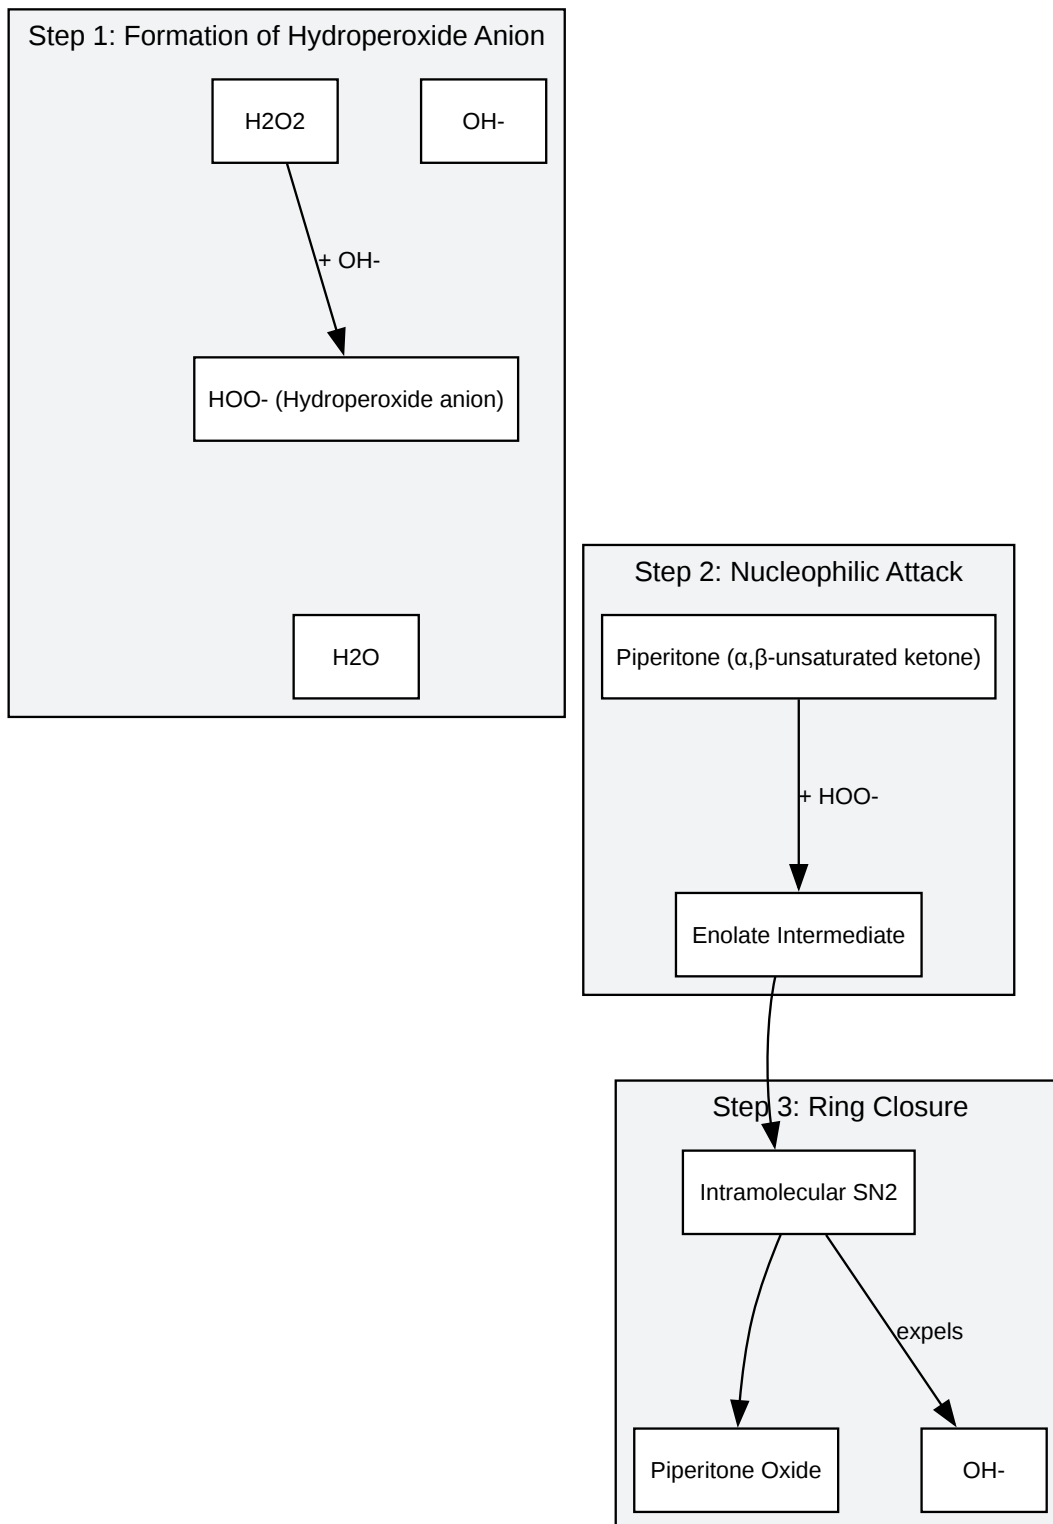 Step 1: Formation of Hydroperoxide Anion
H2O2
OH-
+ OH-
HOO- (Hydroperoxide anion)
H2O
Step 2: Nucleophilic Attack
Piperitone (α,β-unsaturated ketone)
+ HOO-
Enolate Intermediate
Step 3: Ring Closure
Intramolecular SN2
expels
Piperitone Oxide
OH-